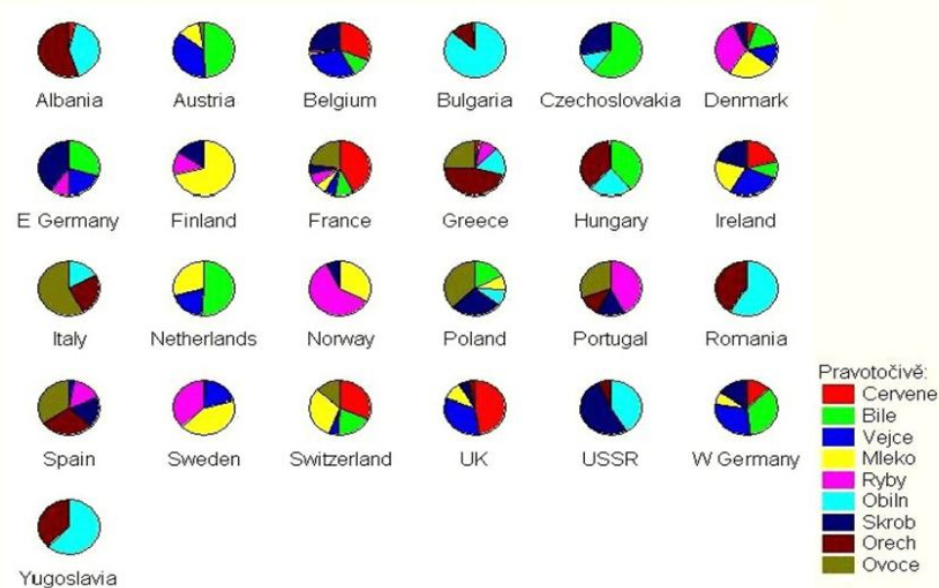 Albania Austria Belgium Bulgaria Czechoslovakia Denmark
E Germany Finland France Greece Hungary Ireland
Italy Netherlands Norway Poland Portugal Romania
Spain Sweden Switzerland UK USSR W Germany
Yugoslavia
Pravotočivě:
Cervene
Bile
Vejce
Mleko
Ryby
Obiln
Skrob
Orech
Ovoce